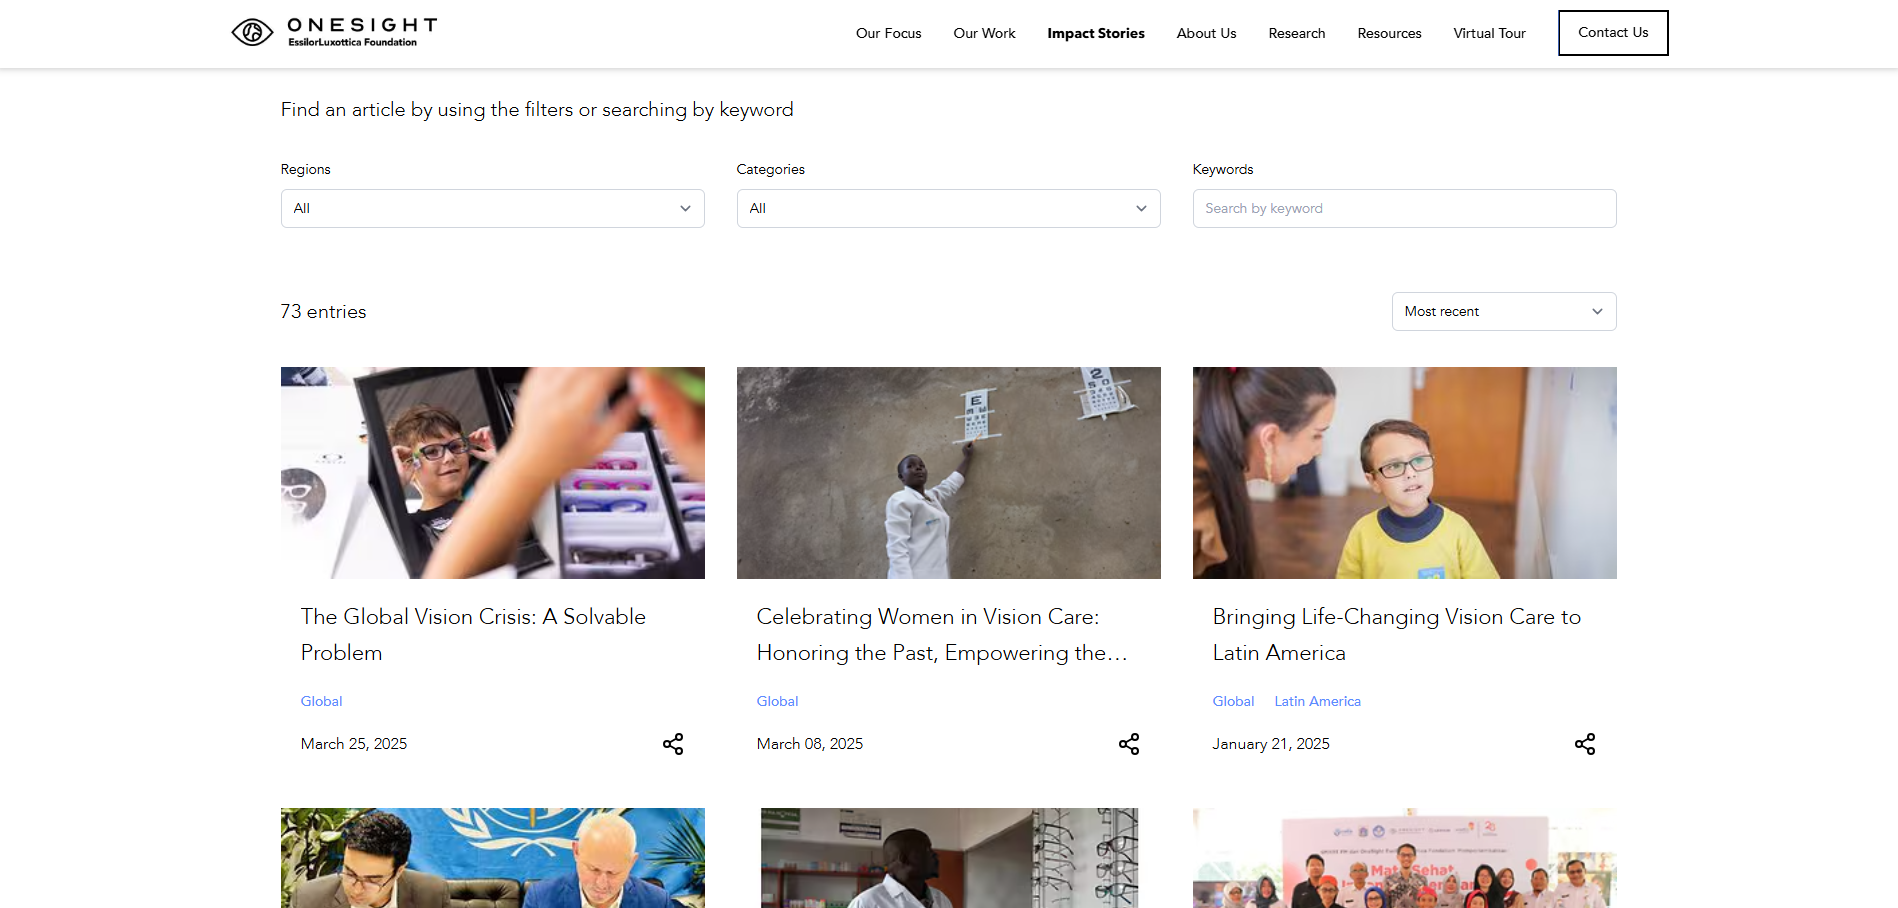 ONESIGHT
EssilorLuxottica Foundation
Our Focus
Our Work
Impact Stories
About Us
Research
Resources
Virtual Tour
Contact Us
Find an article by using the filters or searching by keyword
Regions
Categories
Keywords
All
All
Search by keyword
73 entries
Most recent
E
2
The Global Vision Crisis: A Solvable
Problem
Global
March 25, 2025
Celebrating Women in Vision Care:
Honoring the Past, Empowering the...
Global
March 08, 2025
Bringing Life-Changing Vision Care to
Latin America
Global
Latin America
January 21, 2025
ONESIGHT